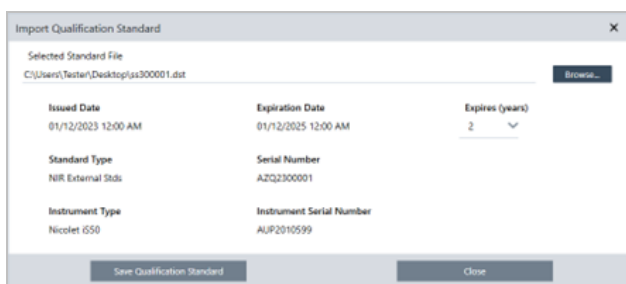 Import Qualification Standard
Selected Standard File
C:\Users\Tester\Desktop\ss300001.dst
Browse...
Issued Date Expiration Date Expires (years)
01/12/2023 12:00 AM 01/12/2025 12:00 AM 2
Standard Type Serial Number
NIR External Stds AZQ2300001
Instrument Type Instrument Serial Number
Nicolet iS50 AUP2010599
Save Qualification Standard Close